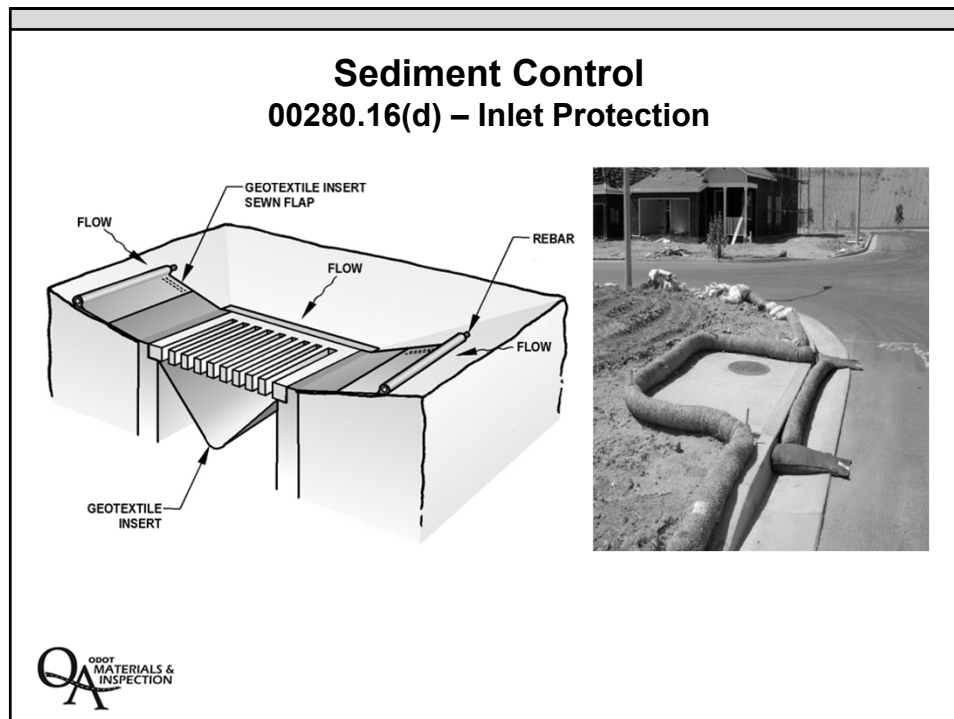 Sediment Control
00280.16(d) – Inlet Protection
GEOTEXTILE INSERT
SEWN FLAP
FLOW
FLOW
REBAR
FLOW
GEOTEXTILE
INSERT
QA
ODOT
MATERIALS &
INSPECTION